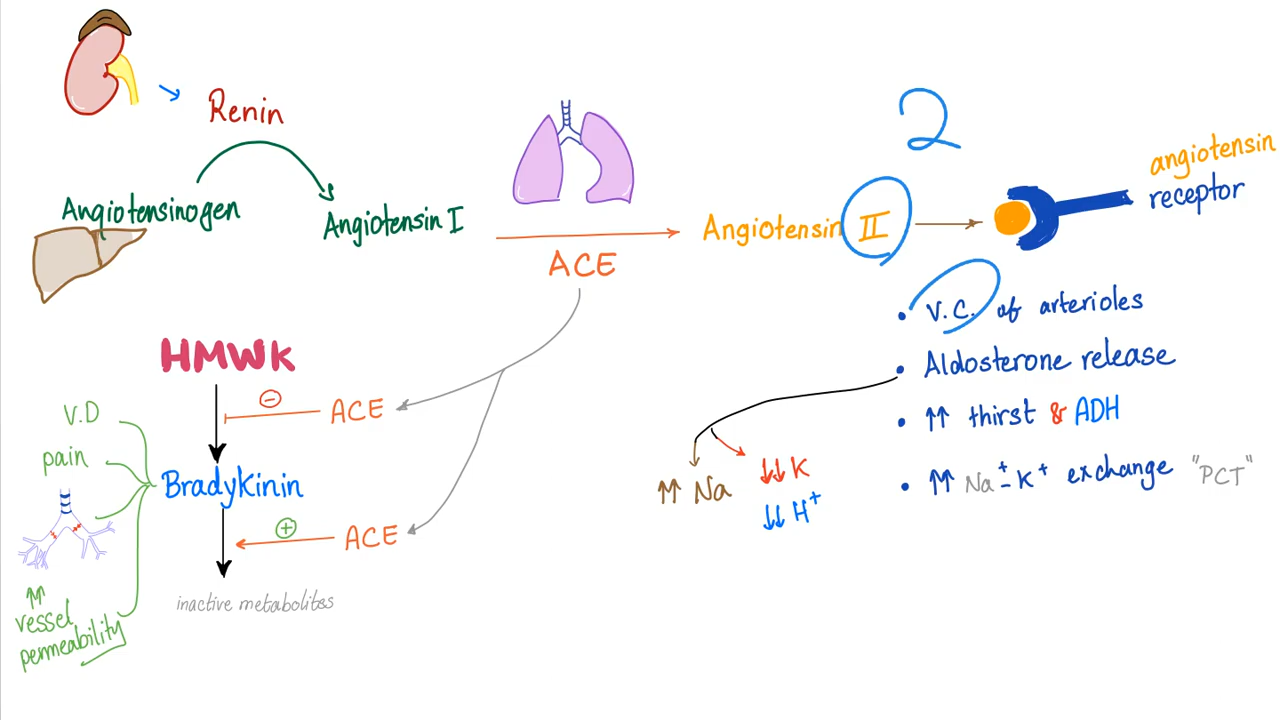 Renin
Angiotensinogen
Angiotensin I
ACE
2
Angiotensin II
angiotensin
receptor
• V.C. of arterioles
• Aldosterone release
• ↑↑ thirst & ADH
• ↑↑ Na+-K+ exchange "PCT"
↑↑ Na
↓↓ K
↓↓ H+
HMWK
⊖
ACE
V.D
pain
Bradykinin
⊕
ACE
↑↑
vessel
permeability
inactive metabolites